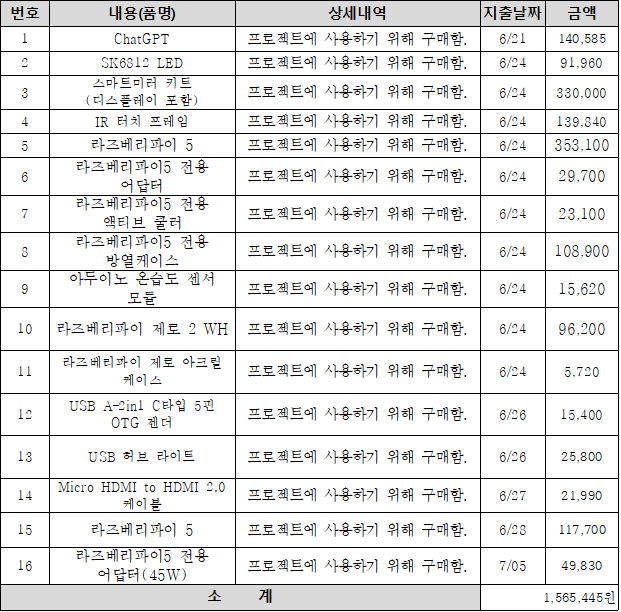 번호 내용(품명) 상세내역 지출날짜 금액
1 ChatGPT 프로젝트에 사용하기 위해 구매함. 6/21 140,585
2 SK6812 LED 프로젝트에 사용하기 위해 구매함. 6/24 91,960
3 스마트미러 키트 (디스플레이 포함) 프로젝트에 사용하기 위해 구매함. 6/24 330,000
4 IR 터치 프레임 프로젝트에 사용하기 위해 구매함. 6/24 139,840
5 라즈베리파이 5 프로젝트에 사용하기 위해 구매함. 6/24 353,100
6 라즈베리파이5 전용 어답터 프로젝트에 사용하기 위해 구매함. 6/24 29,700
7 라즈베리파이5 전용 액티브 쿨러 프로젝트에 사용하기 위해 구매함. 6/24 23,100
8 라즈베리파이5 전용 방열케이스 프로젝트에 사용하기 위해 구매함. 6/24 108,900
9 아두이노 온습도 센서 모듈 프로젝트에 사용하기 위해 구매함. 6/24 15,620
10 라즈베리파이 제로 2 WH 프로젝트에 사용하기 위해 구매함. 6/24 96,200
11 라즈베리파이 제로 아크릴 케이스 프로젝트에 사용하기 위해 구매함. 6/24 5,720
12 USB A-2in1 C타입 5핀 OTG 젠더 프로젝트에 사용하기 위해 구매함. 6/26 15,400
13 USB 허브 라이트 프로젝트에 사용하기 위해 구매함. 6/26 25,800
14 Micro HDMI to HDMI 2.0 케이블 프로젝트에 사용하기 위해 구매함. 6/27 21,990
15 라즈베리파이 5 프로젝트에 사용하기 위해 구매함. 6/28 117,700
16 라즈베리파이5 전용 어답터(45W) 프로젝트에 사용하기 위해 구매함. 7/05 49,830
소 계 1,565,445원